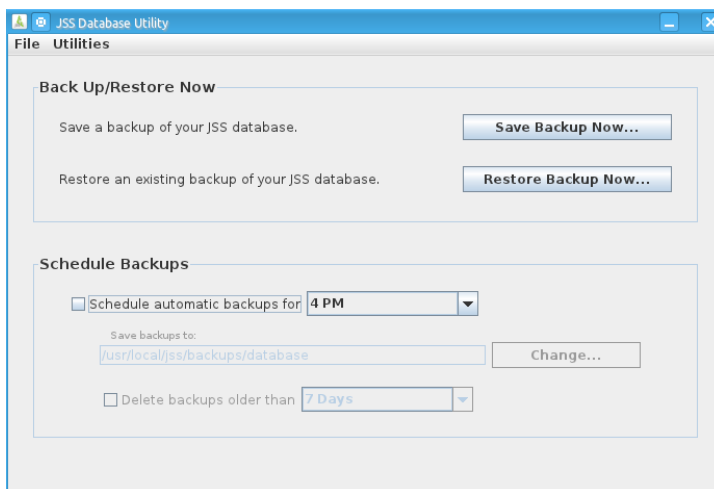 JSS Database Utility
File Utilities
Back Up/Restore Now
Save a backup of your JSS database.
Save Backup Now...
Restore an existing backup of your JSS database.
Restore Backup Now...
Schedule Backups
Schedule automatic backups for 4 PM
Save backups to:
/usr/local/jss/backups/database
Change...
Delete backups older than 7 Days